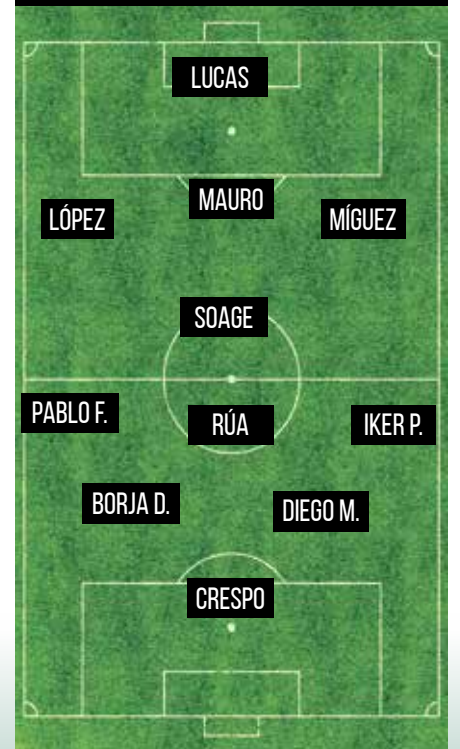 LUCAS
MAURO
LÓPEZ
MÍGUEZ
SOAGE
PABLO F.
RÚA
IKER P.
BORJA D.
DIEGO M.
CRESPO